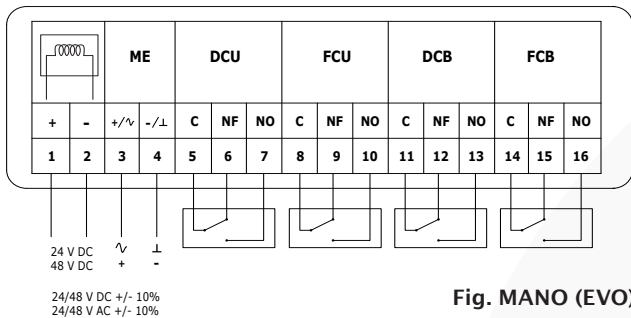 ME DCU FCU DCB FCB
+ - +/∿ -/⊥ C NF NO C NF NO C NF NO C NF NO
1 2 3 4 5 6 7 8 9 10 11 12 13 14 15 16
24 V DC ∿ ⊥
48 V DC + -
24/48 V DC +/- 10%
24/48 V AC +/- 10%
Fig. MANO (EVO)